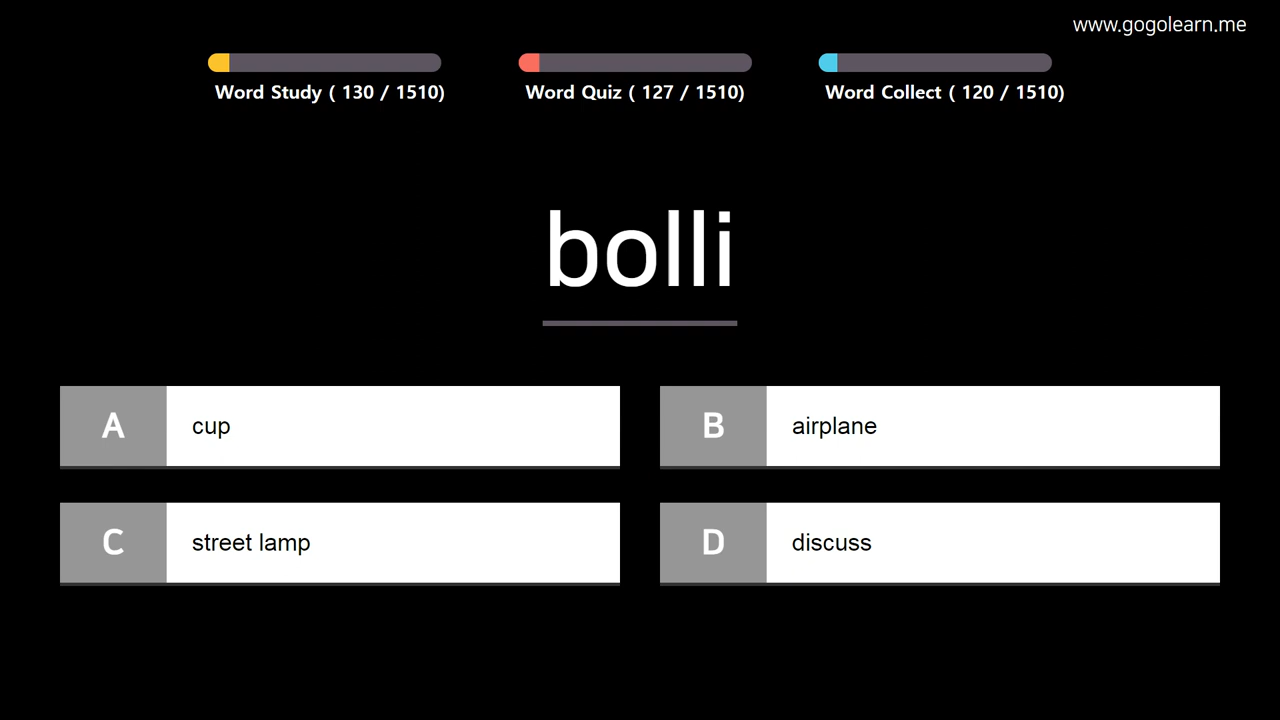 www.gogolearn.me
Word Study ( 130 / 1510)
Word Quiz ( 127 / 1510)
Word Collect ( 120 / 1510)
bolli
A
cup
B
airplane
C
street lamp
D
discuss